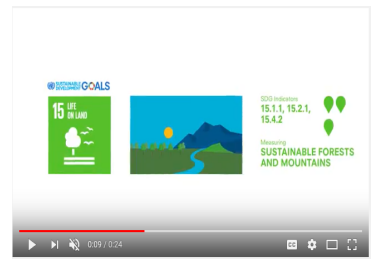 SUSTAINABLE DEVELOPMENT GOALS
15 LIFE ON LAND
SDG Indicators
15.1.1, 15.2.1,
15.4.2
Measuring
SUSTAINABLE FORESTS
AND MOUNTAINS
0:09 / 0:24
CC